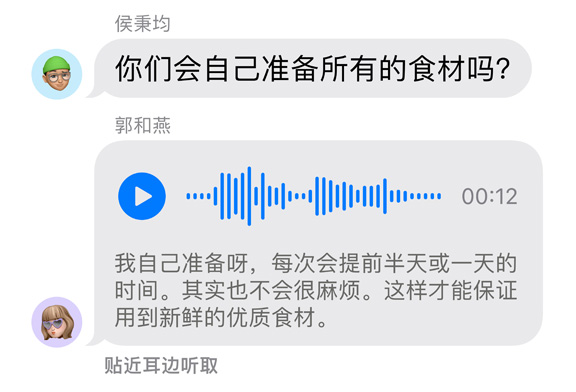 侯秉均
你们会自己准备所有的食材吗？
郭和燕
00:12
我自己准备呀，每次会提前半天或一天的
时间。其实也不会很麻烦。这样才能保证
用到新鲜的优质食材。
贴近耳边听取